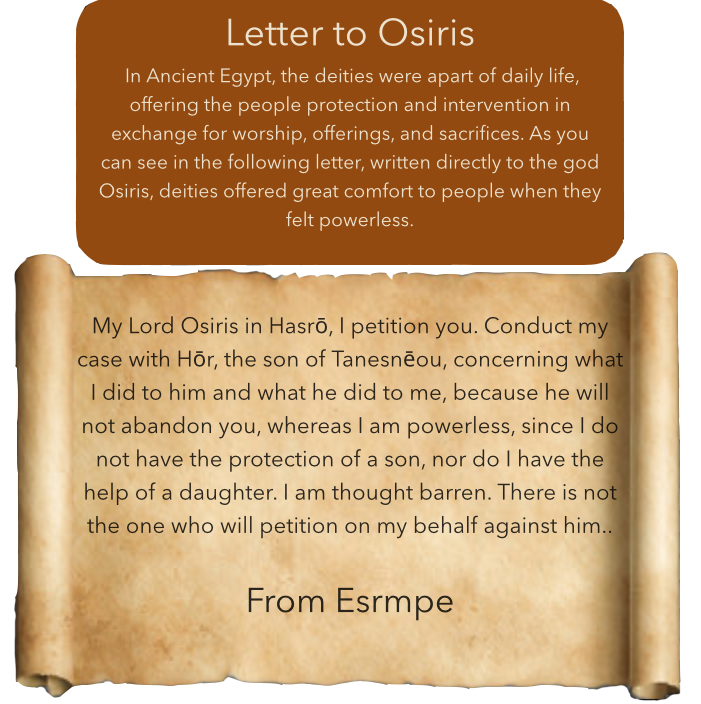 Letter to Osiris
In Ancient Egypt, the deities were apart of daily life,
offering the people protection and intervention in
exchange for worship, offerings, and sacrifices. As you
can see in the following letter, written directly to the god
Osiris, deities offered great comfort to people when they
felt powerless.
My Lord Osiris in Hasrō, I petition you. Conduct my
case with Hōr, the son of Tanesnēou, concerning what
I did to him and what he did to me, because he will
not abandon you, whereas I am powerless, since I do
not have the protection of a son, nor do I have the
help of a daughter. I am thought barren. There is not
the one who will petition on my behalf against him..
From Esrmpe